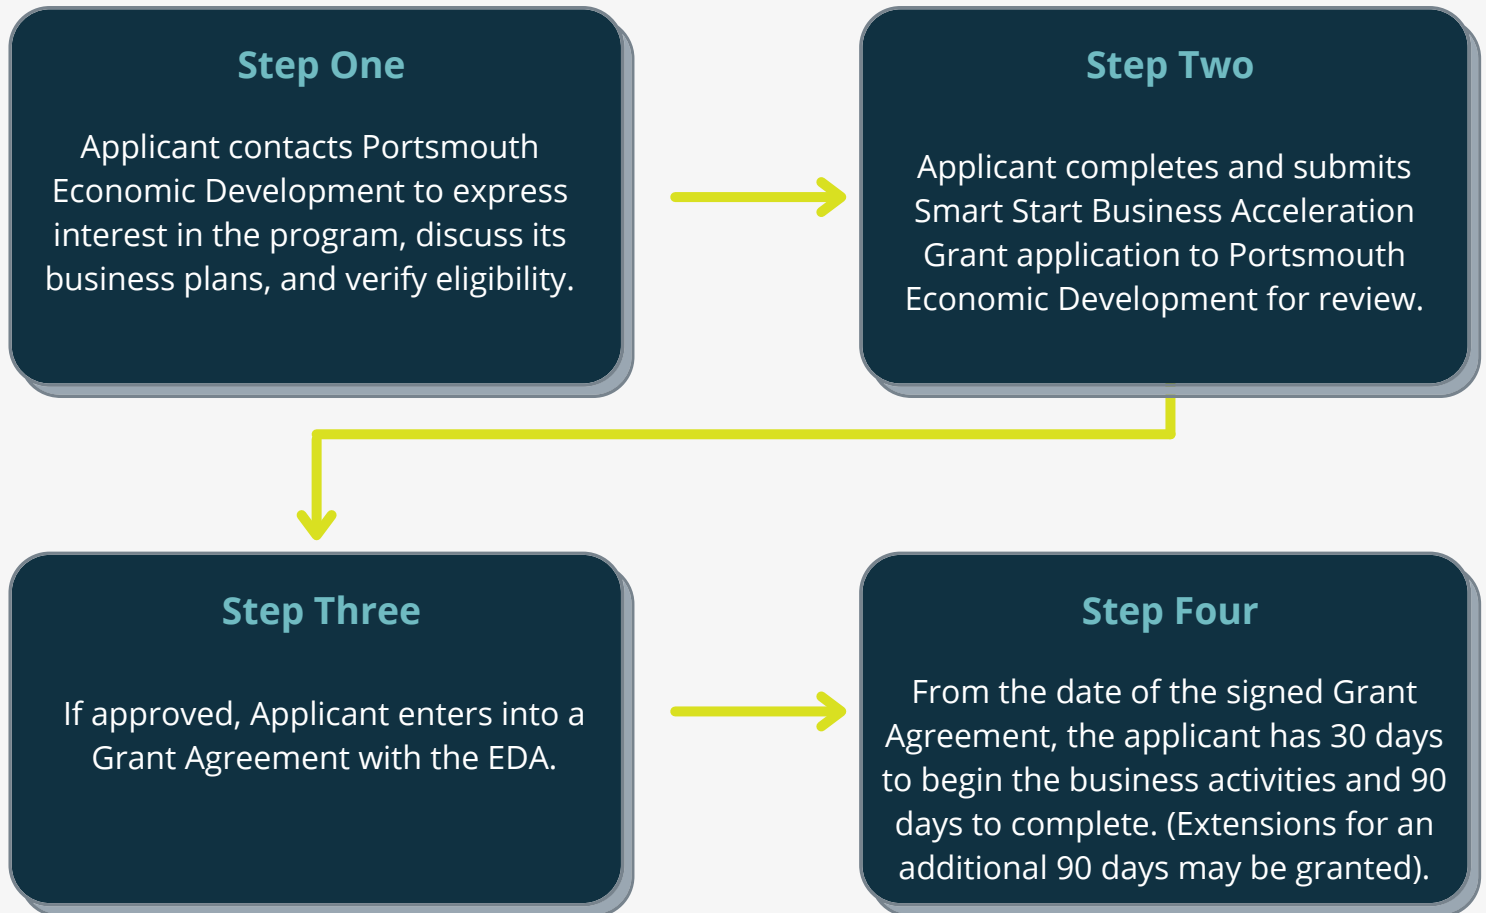 Step One
Applicant contacts Portsmouth
Economic Development to express
interest in the program, discuss its
business plans, and verify eligibility.
Step Two
Applicant completes and submits
Smart Start Business Acceleration
Grant application to Portsmouth
Economic Development for review.
Step Three
If approved, Applicant enters into a
Grant Agreement with the EDA.
Step Four
From the date of the signed Grant
Agreement, the applicant has 30 days
to begin the business activities and 90
days to complete. (Extensions for an
additional 90 days may be granted).